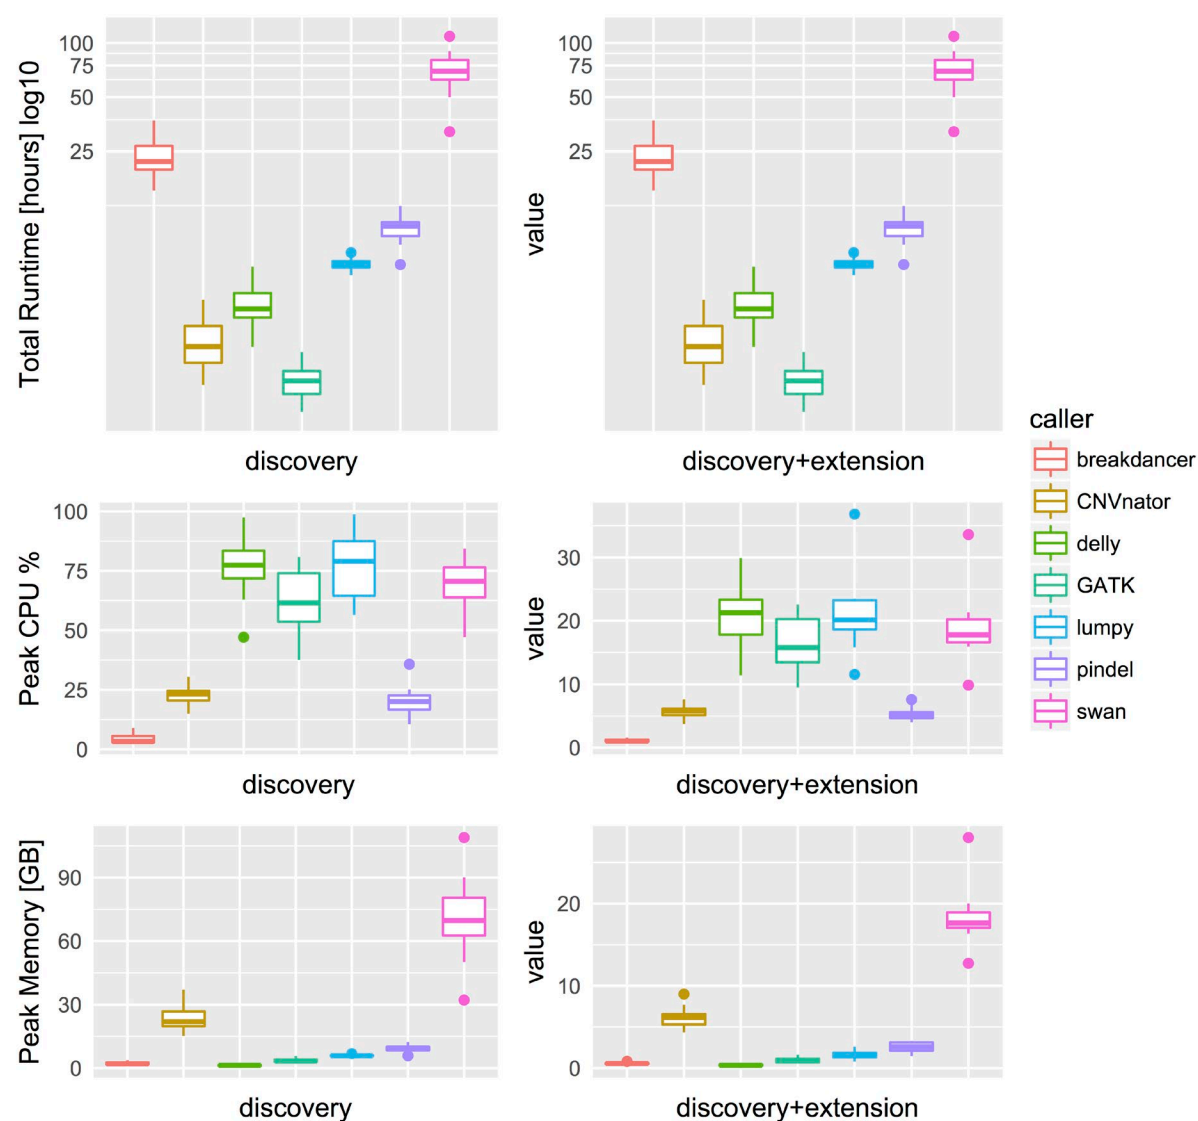 Total Runtime [hours] log10
100
75
50
25
discovery
value
100
75
50
25
discovery+extension
Peak CPU %
100
75
50
25
0
discovery
value
30
20
10
0
discovery+extension
Peak Memory [GB]
90
60
30
0
discovery
value
20
10
0
discovery+extension
caller
breakdancer
CNVnator
delly
GATK
lumpy
pindel
swan